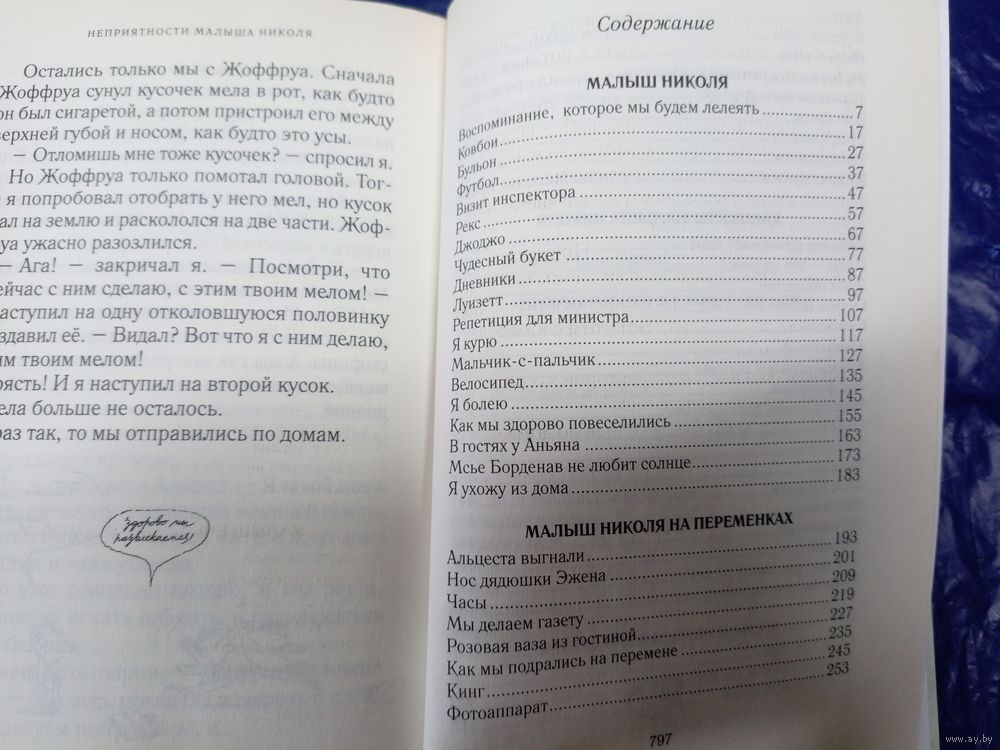 НЕПРИЯТНОСТИ МАЛЫША НИКОЛЯ
Остались только мы с Жоффруа. Сначала
Жоффруа сунул кусочек мела в рот, как будто
он был сигаретой, а потом пристроил его между
верхней губой и носом, как будто это усы.
— Отломишь мне тоже кусочек? — спросил я.
Но Жоффруа только помотал головой. Тог-
я попробовал отобрать у него мел, но кусок
ал на землю и раскололся на две части. Жоф-
уа ужасно разозлился.
— Ага! — закричал я. — Посмотри, что
ейчас с ним сделаю, с этим твоим мелом! —
аступил на одну отколовшуюся половинку
здавил её. — Видал? Вот что я с ним делаю,
им твоим мелом!
рясть! И я наступил на второй кусок.
ела больше не осталось.
раз так, то мы отправились по домам.
Здорово мы
развлекаемся!
Содержание
МАЛЫШ НИКОЛЯ
Воспоминание, которое мы будем лелеять 7
Ковбои 17
Бульон 27
Футбол 37
Визит инспектора 47
Рекс 57
Джоджо 67
Чудесный букет 77
Дневники 87
Луизетт 97
Репетиция для министра 107
Я курю 117
Мальчик-с-пальчик 127
Велосипед 135
Я болею 145
Как мы здорово повеселились 155
В гостях у Аньяна 163
Мсье Борденав не любит солнце 173
Я ухожу из дома 183
МАЛЫШ НИКОЛЯ НА ПЕРЕМЕНКАХ
Альцеста выгнали 193
Нос дядюшки Эжена 201
Часы 209
Мы делаем газету 219
Розовая ваза из гостиной 227
Как мы подрались на перемене 235
Кинг 245
Фотоаппарат 253
797
www.ay.by